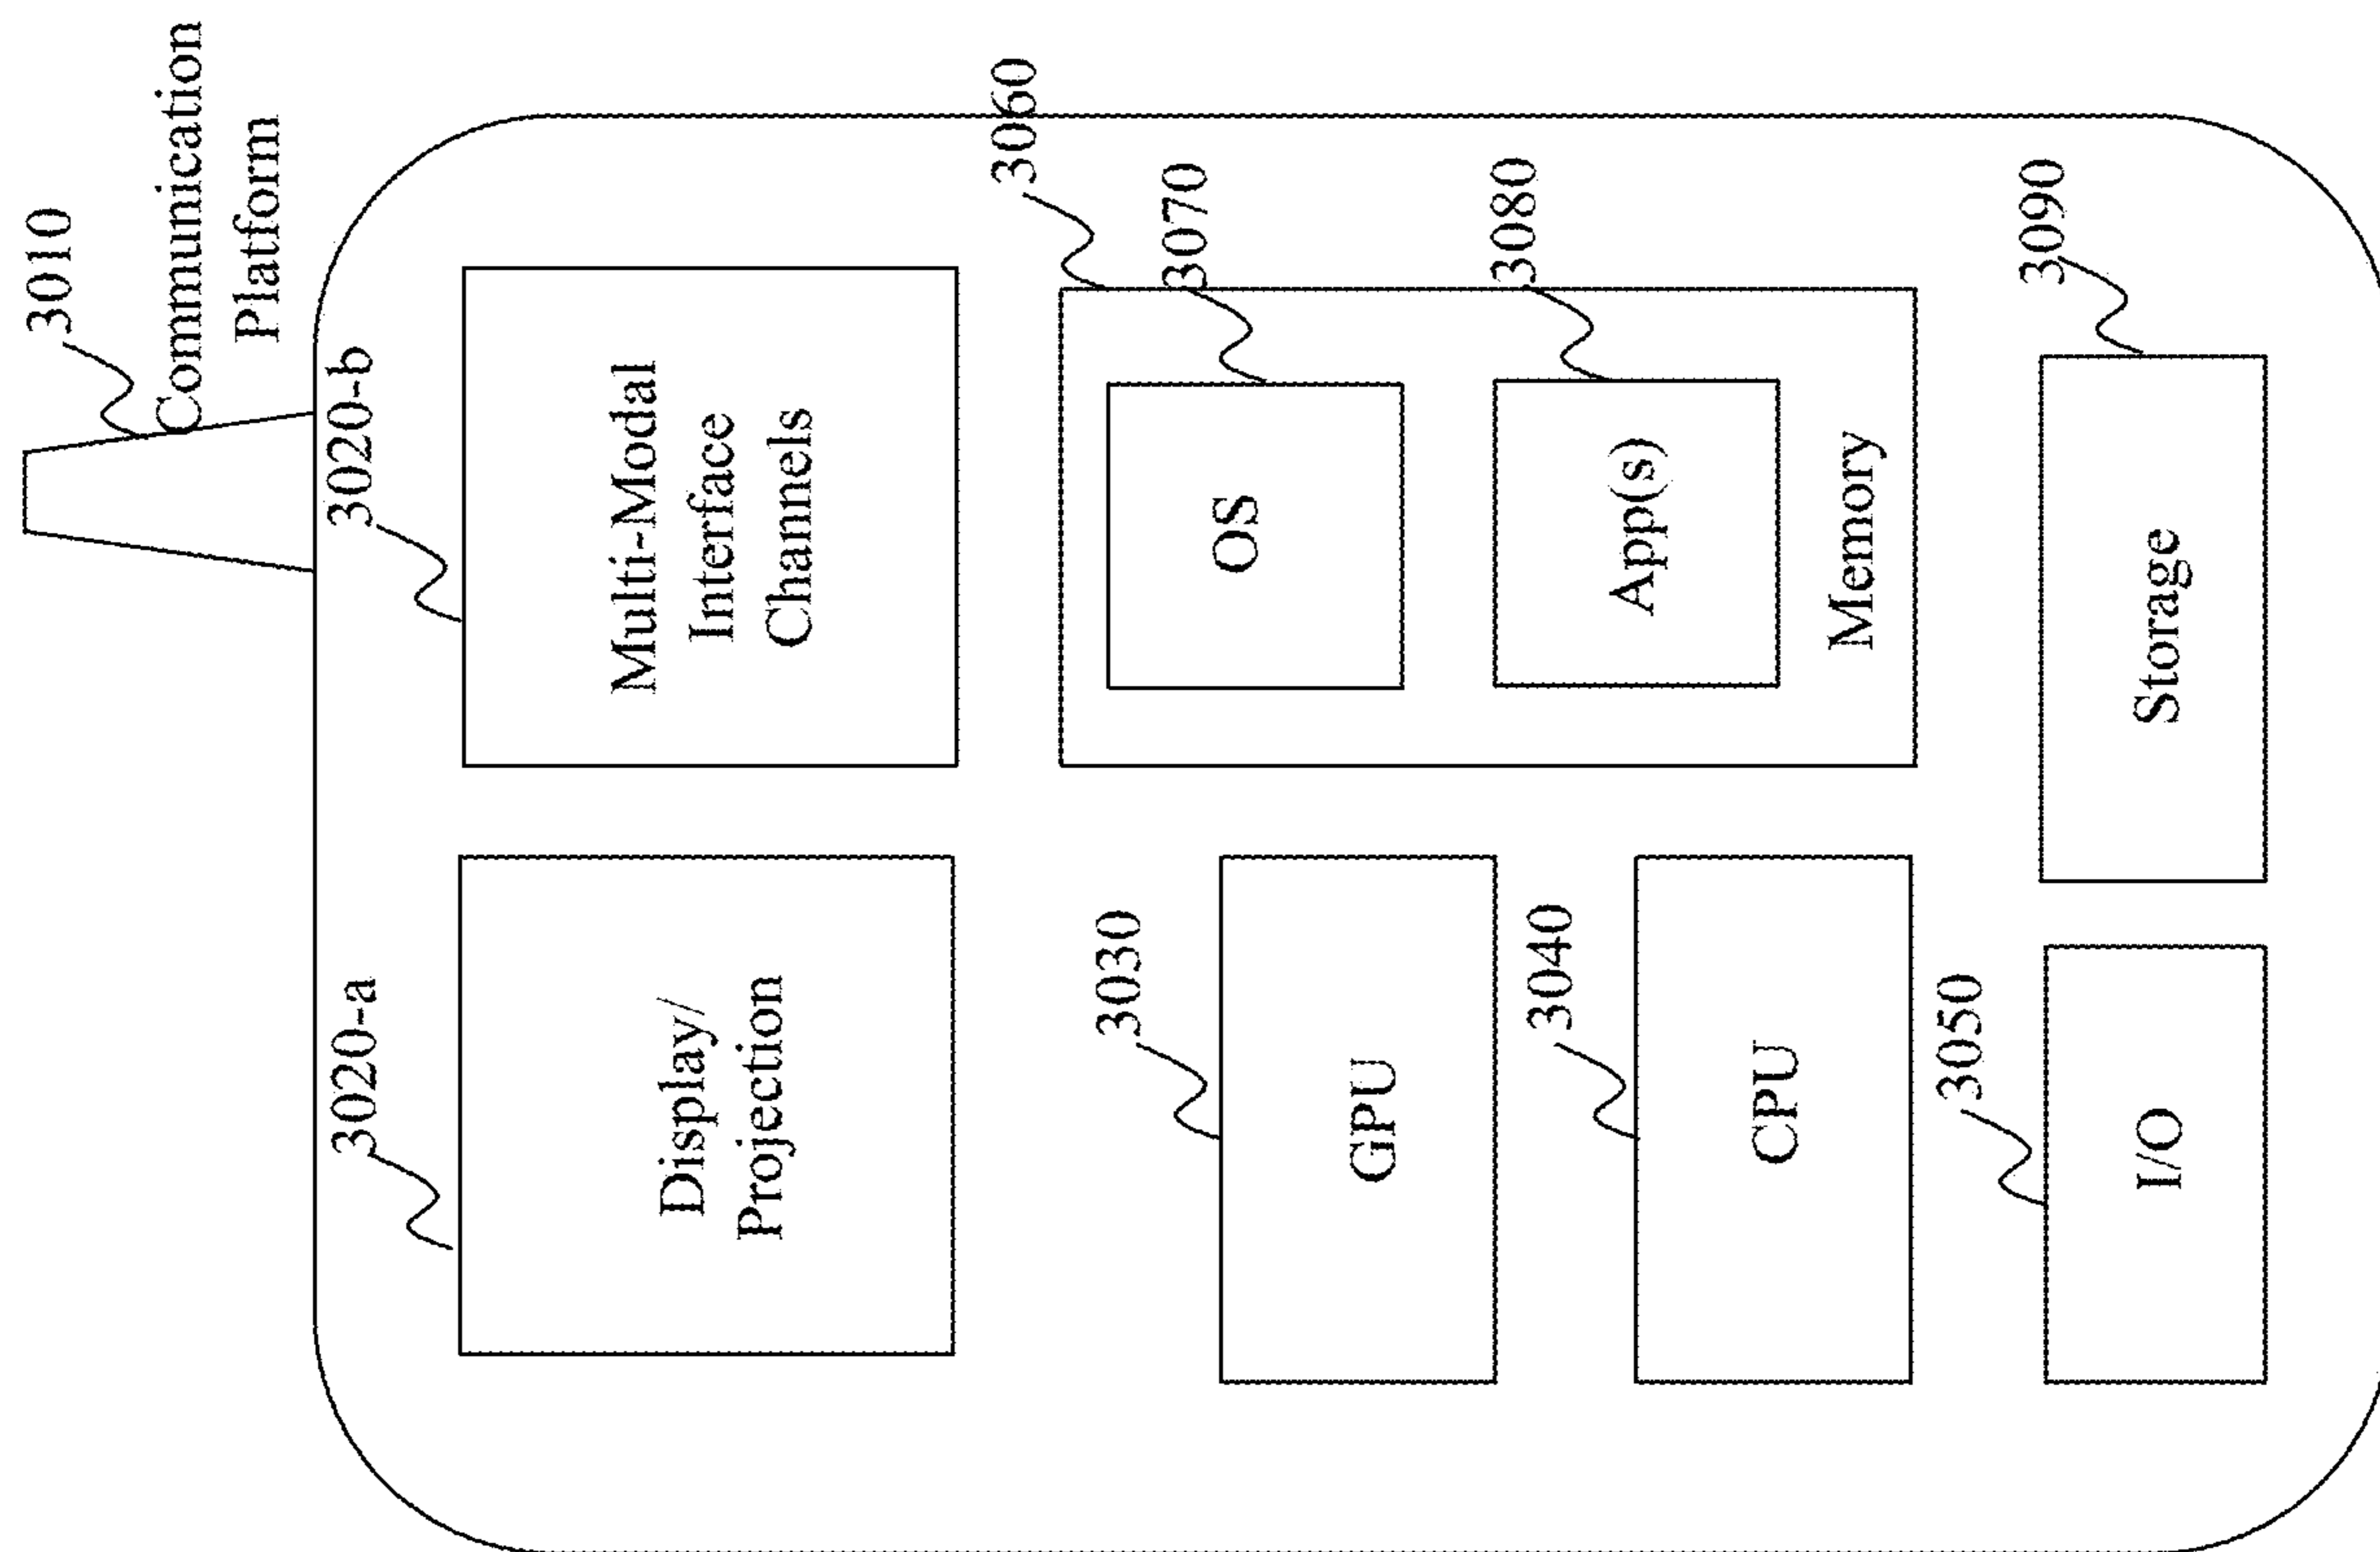 3010
Communication
Platform
3020-a
3020-b
Display/
Projection
Multi-Modal
Interface
Channels
3060
3030
GPU
3070
OS
3040
CPU
3080
App(s)
Memory
3050
I/O
3090
Storage